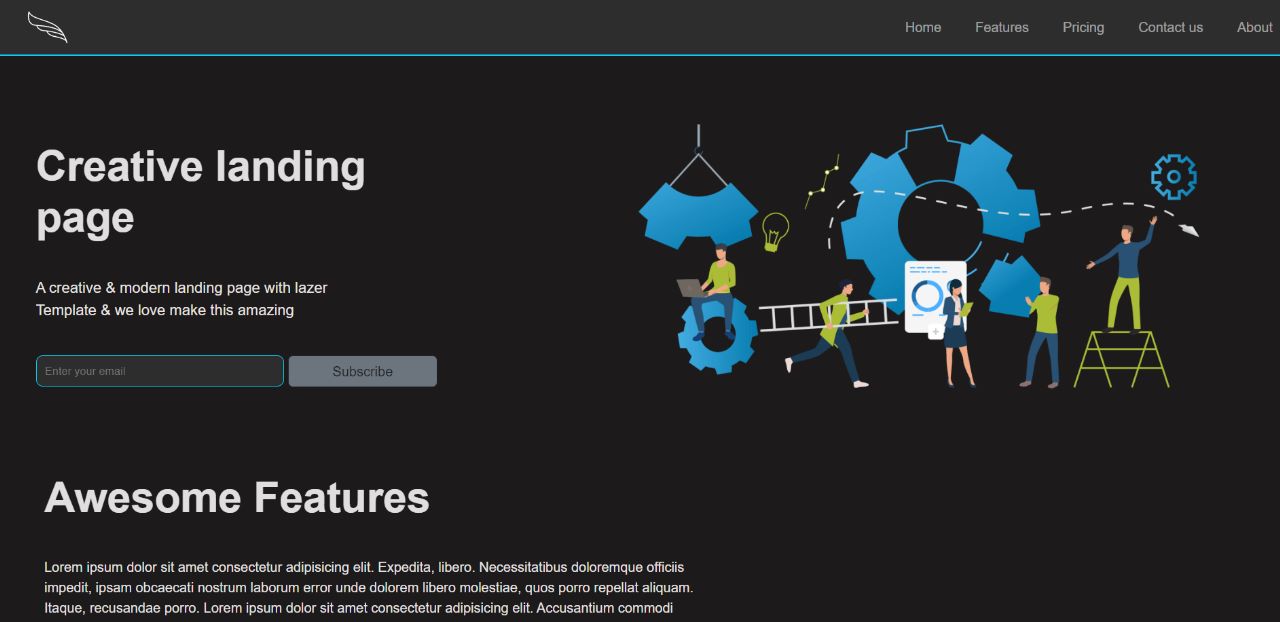 Home Features Pricing Contact us About
Creative landing
page
A creative & modern landing page with lazer
Template & we love make this amazing
Enter your email Subscribe
Awesome Features
Lorem ipsum dolor sit amet consectetur adipisicing elit. Expedita, libero. Necessitatibus doloremque officiis
impedit, ipsam obcaecati nostrum laborum error unde dolorem libero molestiae, quos porro repellat aliquam.
Itaque, recusandae porro. Lorem ipsum dolor sit amet consectetur adipisicing elit. Accusantium commodi